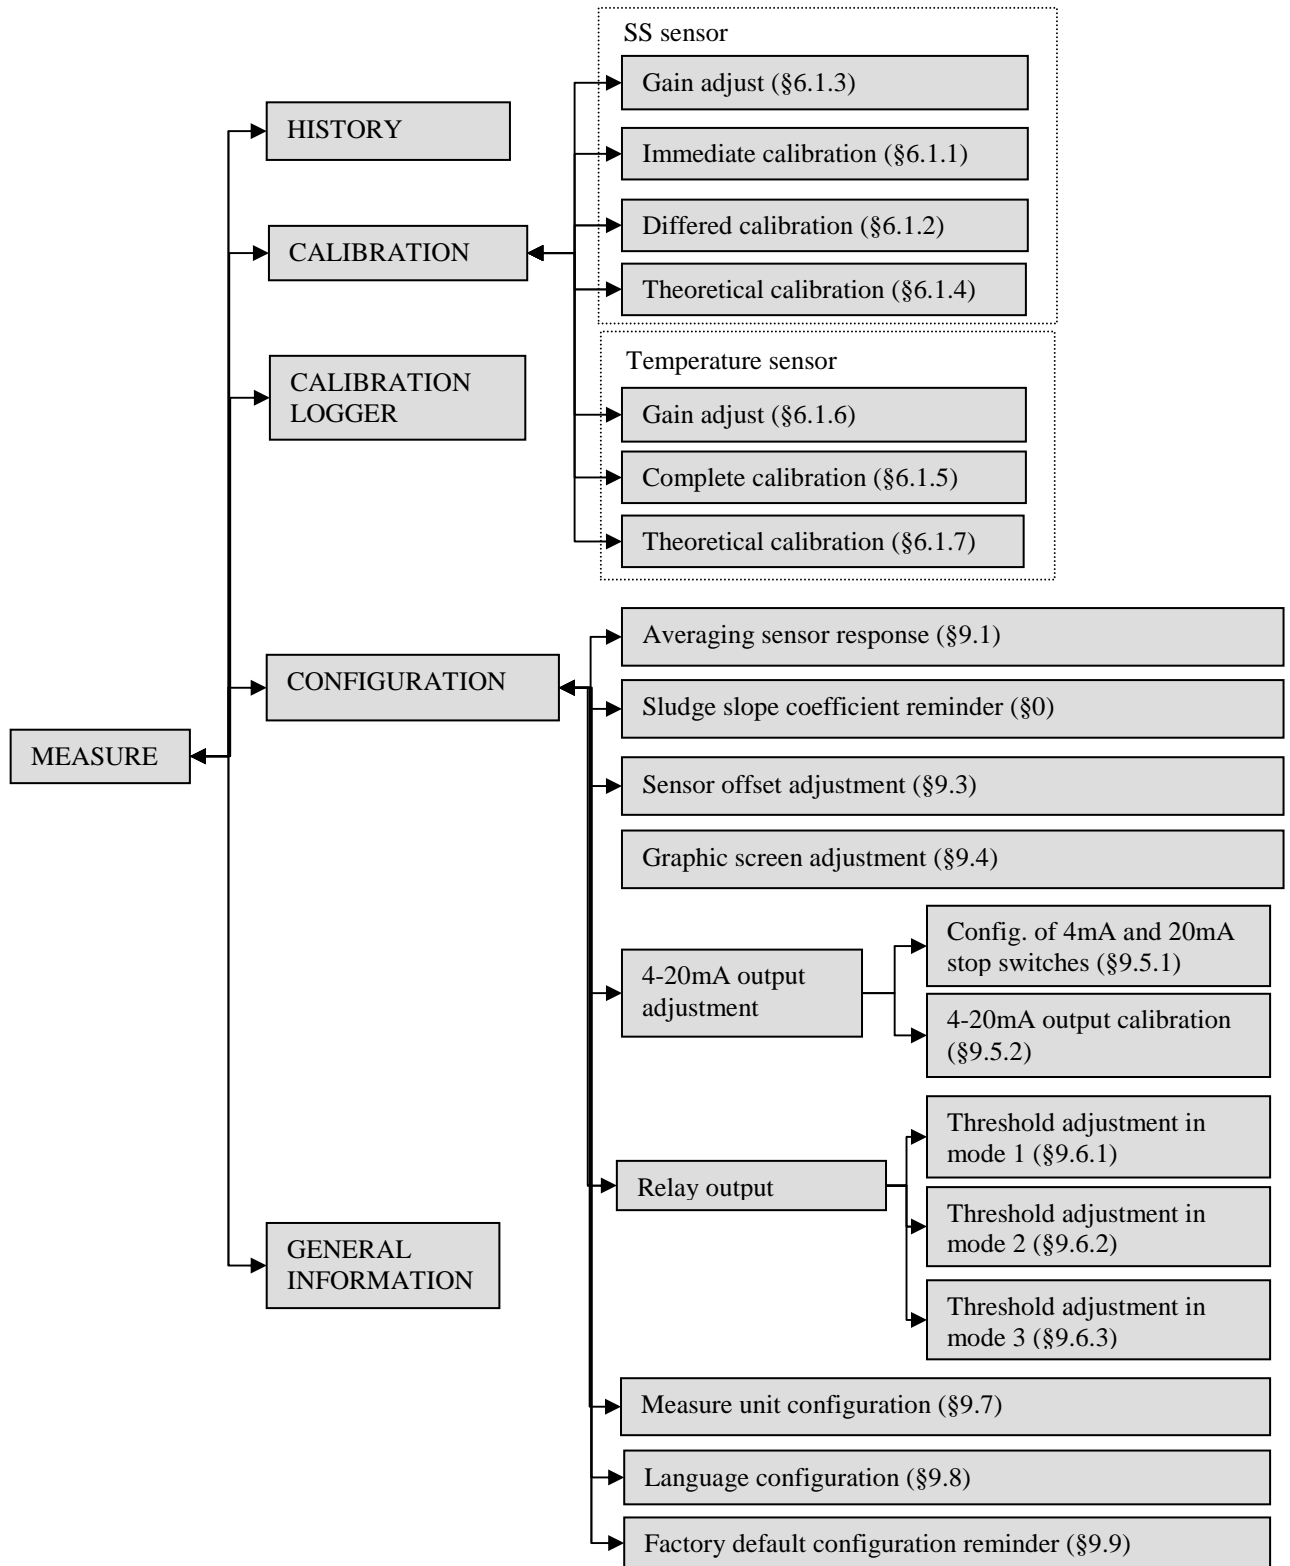 SS sensor
Gain adjust (§6.1.3)
HISTORY
Immediate calibration (§6.1.1)
Differed calibration (§6.1.2)
CALIBRATION
Theoretical calibration (§6.1.4)
Temperature sensor
CALIBRATION
LOGGER
Gain adjust (§6.1.6)
Complete calibration (§6.1.5)
Theoretical calibration (§6.1.7)
Averaging sensor response (§9.1)
CONFIGURATION
Sludge slope coefficient reminder (§0)
MEASURE
Sensor offset adjustment (§9.3)
Graphic screen adjustment (§9.4)
4-20mA output
adjustment
Config. of 4mA and 20mA
stop switches (§9.5.1)
4-20mA output calibration
(§9.5.2)
Relay output
Threshold adjustment in
mode 1 (§9.6.1)
Threshold adjustment in
mode 2 (§9.6.2)
Threshold adjustment in
mode 3 (§9.6.3)
GENERAL
INFORMATION
Measure unit configuration (§9.7)
Language configuration (§9.8)
Factory default configuration reminder (§9.9)